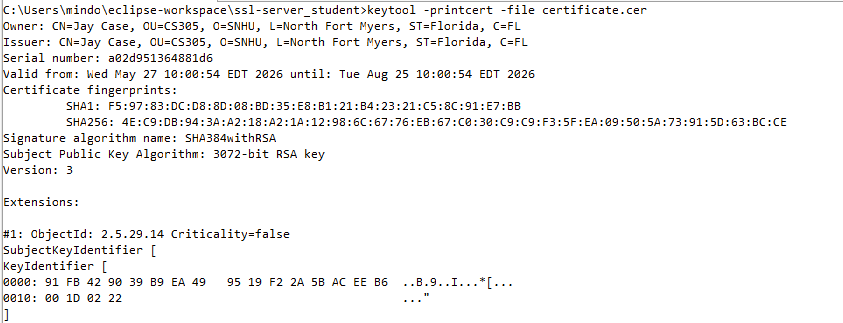 C:\Users\mindo\eclipse-workspace\ssl-server_student>keytool -printcert -file certificate.cer
Owner: CN=Jay Case, OU=CS305, O=SNHU, L=North Fort Myers, ST=Florida, C=FL
Issuer: CN=Jay Case, OU=CS305, O=SNHU, L=North Fort Myers, ST=Florida, C=FL
Serial number: a02d951364881d6
Valid from: Wed May 27 10:00:54 EDT 2026 until: Tue Aug 25 10:00:54 EDT 2026
Certificate fingerprints:
         SHA1: F5:97:83:DC:D8:8D:08:BD:35:E8:B1:21:B4:23:21:C5:8C:91:E7:BB
         SHA256: 4E:C9:DB:94:3A:A2:18:A2:1A:12:98:6C:67:76:EB:67:C0:30:C9:C9:F3:5F:EA:09:50:5A:73:91:5D:63:BC:CE
Signature algorithm name: SHA384withRSA
Subject Public Key Algorithm: 3072-bit RSA key
Version: 3
Extensions:
#1: ObjectId: 2.5.29.14 Criticality=false
SubjectKeyIdentifier [
KeyIdentifier [
0000: 91 FB 42 90 39 B9 EA 49   95 19 F2 2A 5B AC EE B6  ..B.9..I...*[...
0010: 00 1D 02 22                                        ..."
]